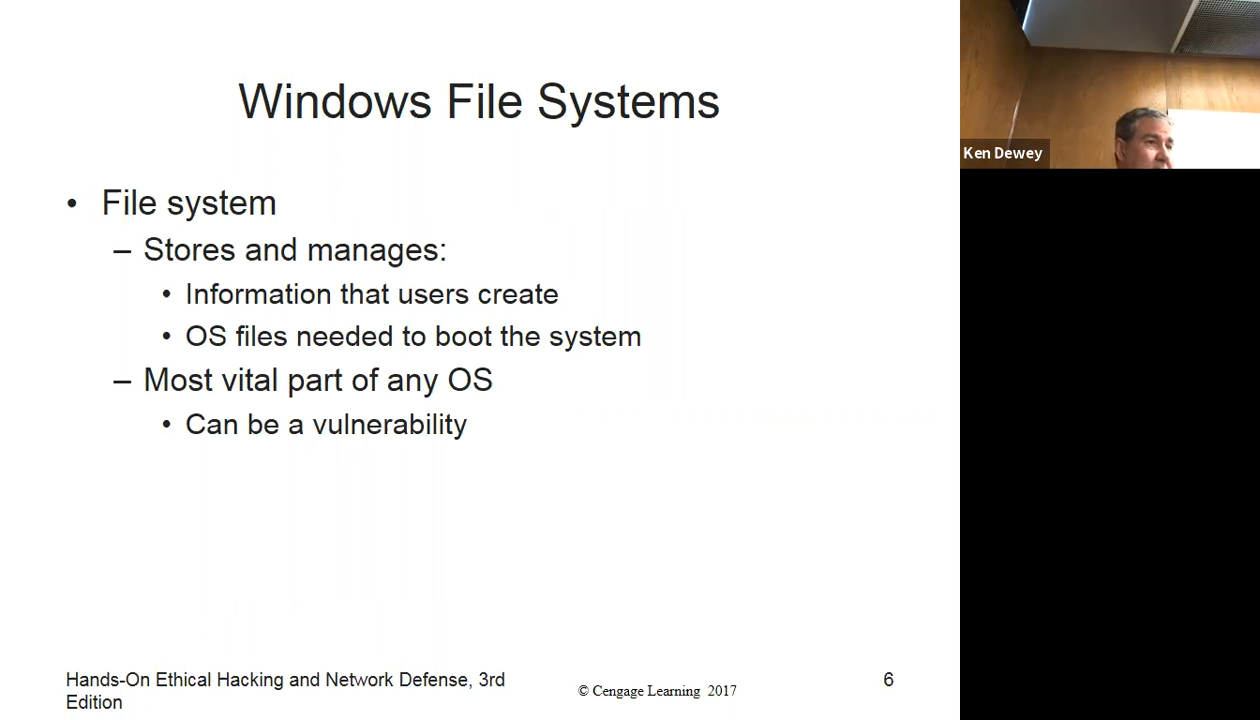 Windows File Systems
Ken Dewey
• File system
– Stores and manages:
• Information that users create
• OS files needed to boot the system
– Most vital part of any OS
• Can be a vulnerability
Hands-On Ethical Hacking and Network Defense, 3rd
Edition
© Cengage Learning 2017
6